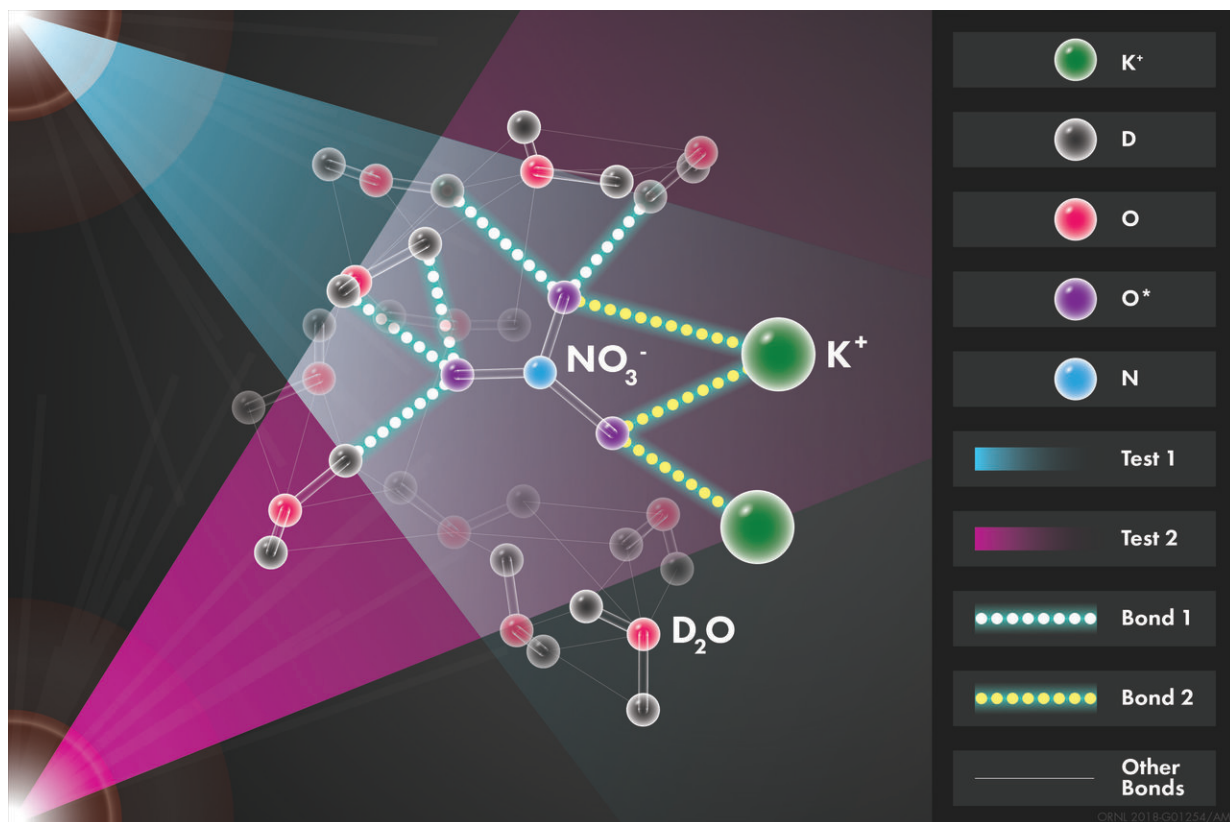 K⁺
D
O
O*
N
Test 1
Test 2
Bond 1
Bond 2
Other
Bonds
NO₃⁻
K⁺
D₂O